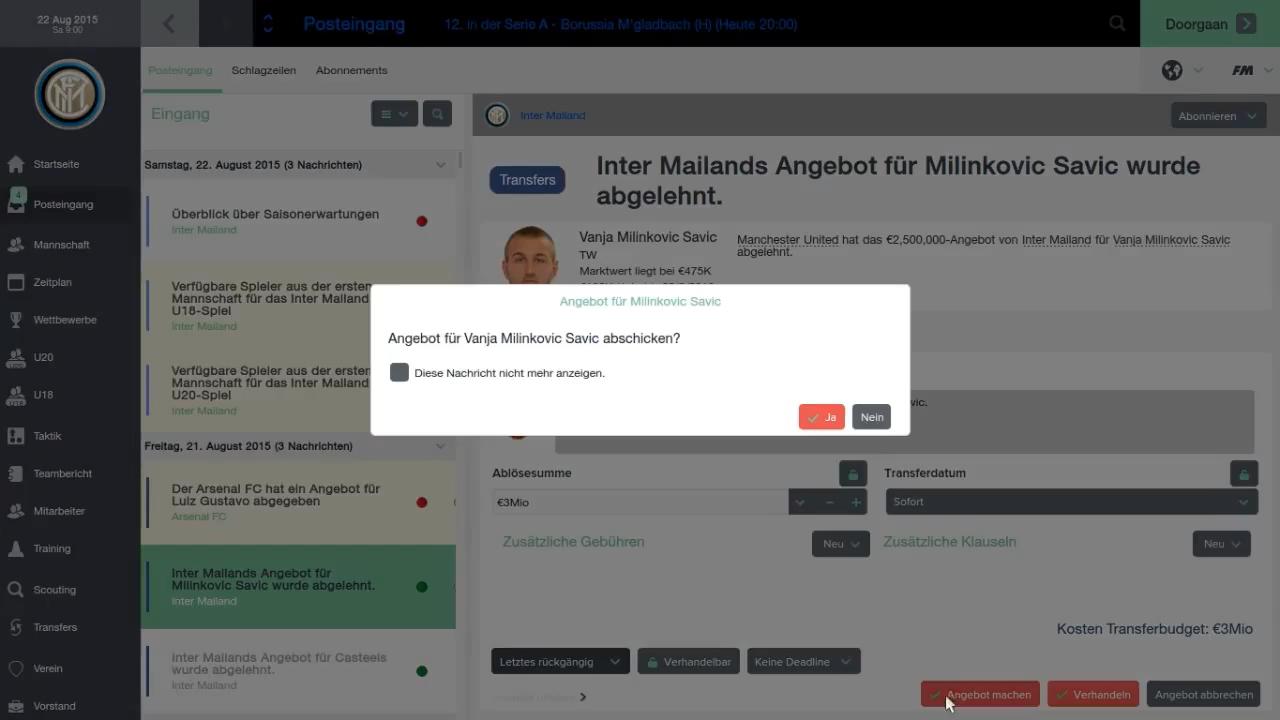 22 Aug 2015
Sa 9:00
Posteingang
12. in der Serio A - Borussia M'gladbach (H) (Heute 20:00)
Doorgaan
Posteingang
Schlagzeilen
Abonnements
FM
Eingang
Inter Mailand
Abonnieren
Startseite
4
Posteingang
Mannschaft
Zeitplan
Wettbewerbe
U20
U18
Taktik
Teambericht
Mitarbeiter
Training
Scouting
Transfers
Verein
Vorstand
Samstag, 22. August 2015 (3 Nachrichten)
Überblick über Saisonerwartungen
Inter Mailand
Verfügbare Spieler aus der ersten
Mannschaft für das Inter Mailand
U18-Spiel
Inter Mailand
Verfügbare Spieler aus der ersten
Mannschaft für das Inter Mailand
U20-Spiel
Inter Mailand
Freitag, 21. August 2015 (3 Nachrichten)
Der Arsenal FC hat ein Angebot für
Luiz Gustavo abgegeben
Arsenal FC
Inter Mailands Angebot für
Milinkovic Savic wurde abgelehnt.
Inter Mailand
Inter Mailands Angebot für Casteels
wurde abgelehnt.
Inter Mailand
Transfers
Inter Mailands Angebot für Milinkovic Savic wurde
abgelehnt.
Vanja Milinkovic Savic
TW
Marktwert liegt bei €475K
Manchester United hat das €2,500,000-Angebot von Inter Mailand für Vanja Milinkovic Savic
abgelehnt.
Angebot für Milinkovic Savic
Angebot für Vanja Milinkovic Savic abschicken?
Diese Nachricht nicht mehr anzeigen.
Ja
Nein
vic.
Ablösesumme
Transferdatum
€3Mio
Sofort
Zusätzliche Gebühren
Neu
Zusätzliche Klauseln
Neu
Kosten Transferbudget: €3Mio
Letztes rückgängig
Verhandelbar
Keine Deadline
Angebot machen
Verhandeln
Angebot abbrechen